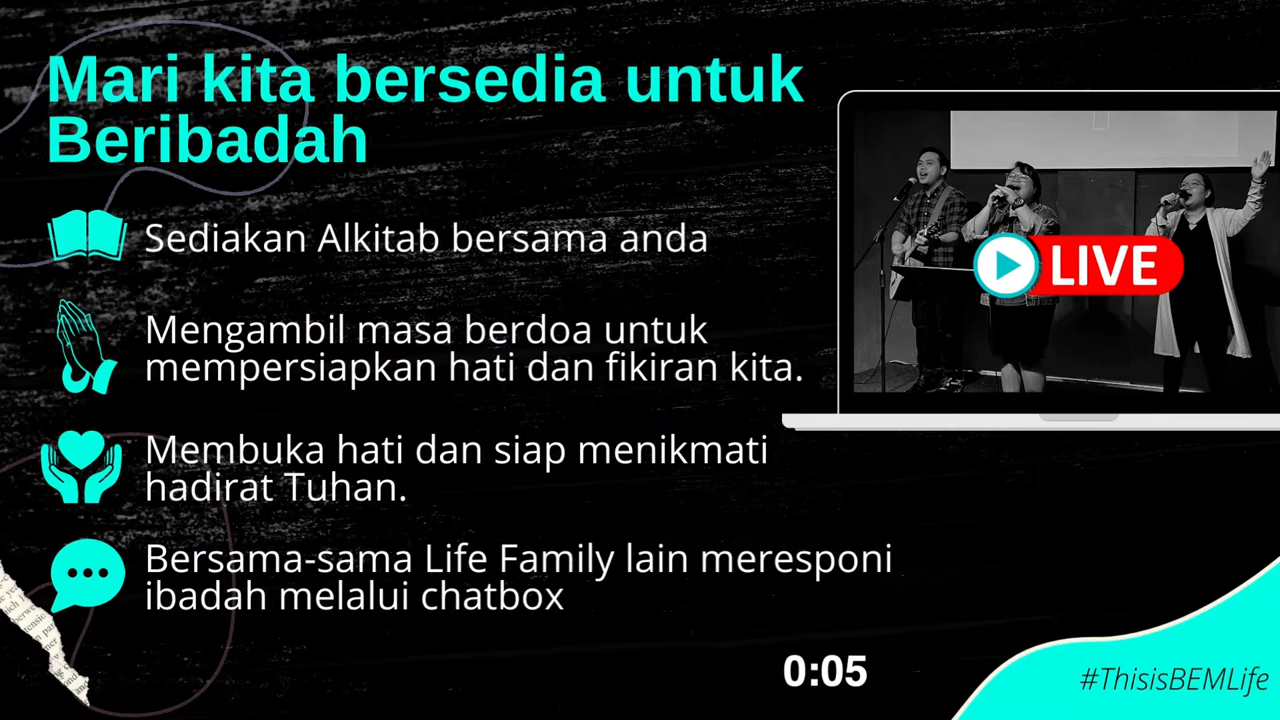 Mari kita bersedia untuk
Beribadah
Sediakan Alkitab bersama anda
Mengambil masa berdoa untuk
mempersiapkan hati dan fikiran kita.
Membuka hati dan siap menikmati
hadirat Tuhan.
Bersama-sama Life Family lain meresponi
ibadah melalui chatbox
LIVE
0:05
#ThisisBEMLife